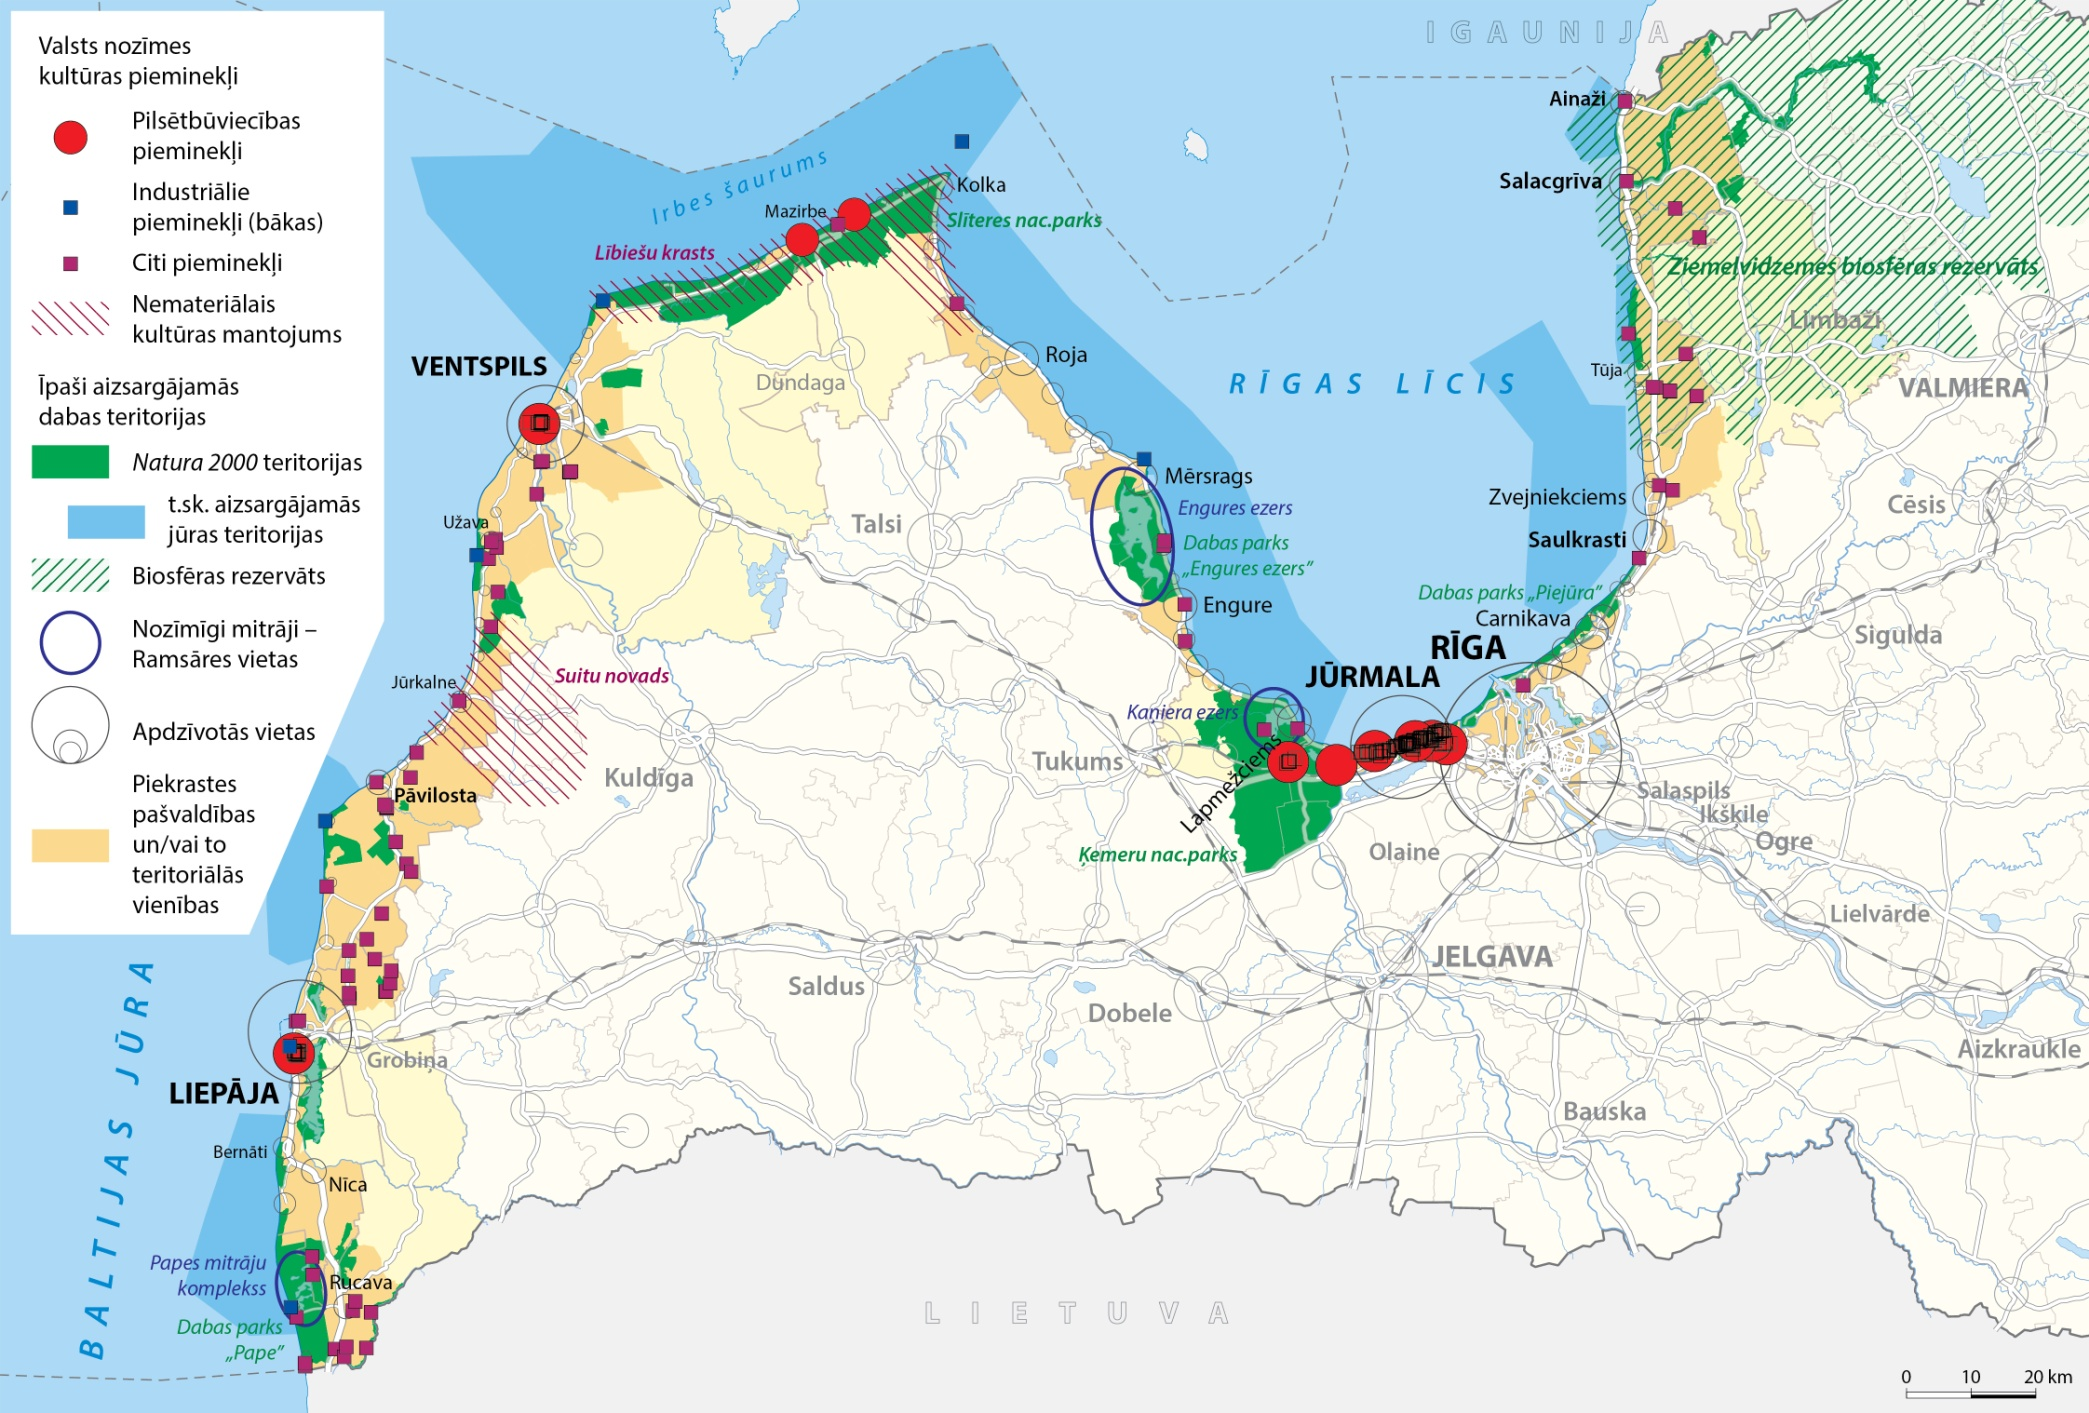 Valsts nozīmes
kultūras pieminekļi
Pilsētbūviecības
pieminekļi
Industriālie
pieminekļi (bākas)
Citi pieminekļi
Nemateriālais
kultūras mantojums
Īpaši aizsargājamās
dabas teritorijas
Natura 2000 teritorijas
t.sk. aizsargājamās
jūras teritorijas
Biosfēras rezervāts
Nozīmīgi mitrāji –
Ramsāres vietas
Apdzīvotās vietas
Piekrastes
pašvaldības
un/vai to
teritoriālās
vienības
IGAUNIJA
Ainaži
Salacgrīva
Irbes šaurums
Kolka
Mazirbe
Slīteres nac.parks
Lībiešu krasts
Ziemeļvidzemes biosfēras rezervāts
Limbaži
VENTSPILS
Roja
Dundaga
RĪGAS LĪCIS
Tūja
VALMIERA
Mērsrags
Engures ezers
Zvejniekciems
Cēsis
Užava
Talsi
Dabas parks
„Engures ezers”
Saulkrasti
Dabas parks „Piejūra”
Engure
Carnikava
RĪGA
Sigulda
Jūrkalne
Suitu novads
JŪRMALA
Kaņiera ezers
Lapmežciems
Tukums
Kuldīga
Pāvilosta
Salaspils
Ikšķile
Ogre
Ķemeru nac.parks
Olaine
Lielvārde
BALTIJAS JŪRA
JELGAVA
Saldus
Dobele
Grobiņa
Aizkraukle
LIEPĀJA
Bauska
Bernāti
Nīca
Papes mitrāju
komplekss
Rucava
Dabas parks
„Pape”
LIETUVA
0 10 20 km